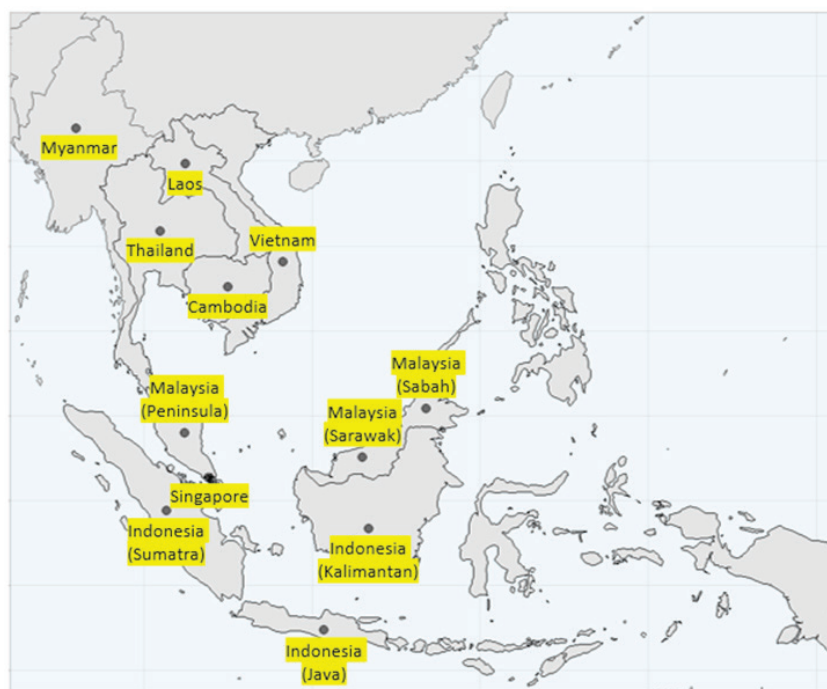 Myanmar
Laos
Thailand
Vietnam
Cambodia
Malaysia
(Sabah)
Malaysia
(Peninsula)
Malaysia
(Sarawak)
Singapore
Indonesia
(Sumatra)
Indonesia
(Kalimantan)
Indonesia
(Java)